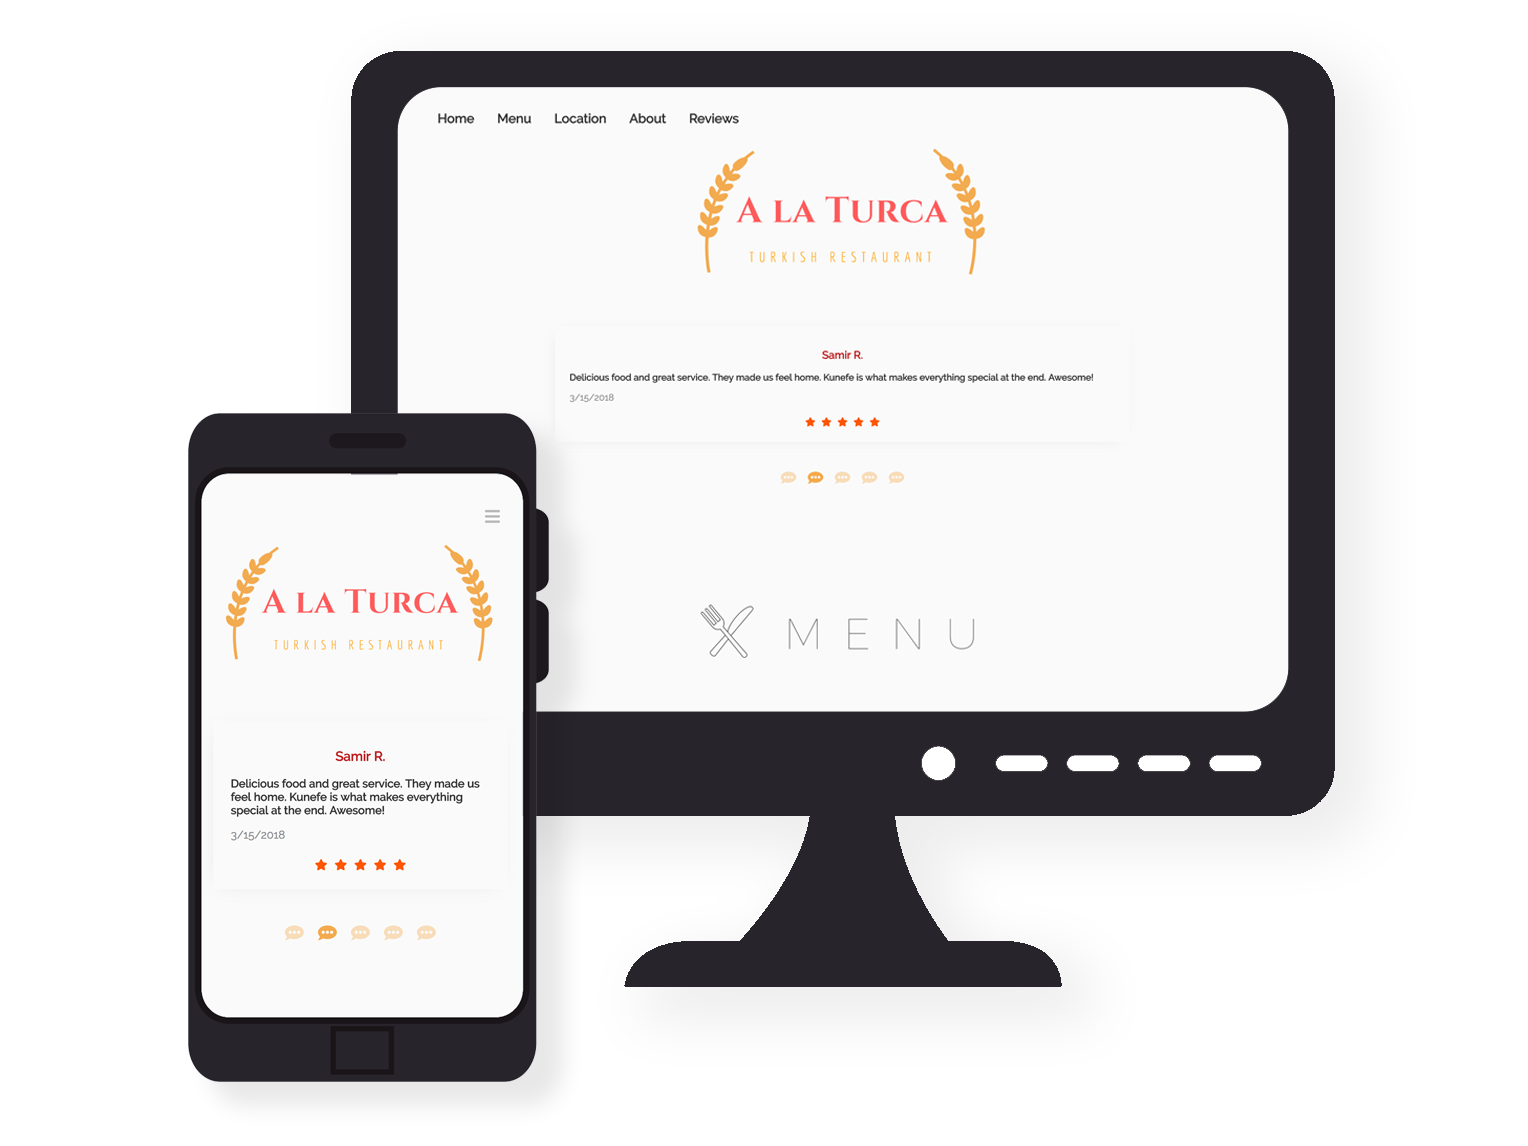 Home Menu Location About Reviews
A LA TURCA
TURKISH RESTAURANT
Samir R.
Delicious food and great service. They made us feel home. Kunefe is what makes everything special at the end. Awesome!
3/15/2018
MENU
A LA TURCA
TURKISH RESTAURANT
Samir R.
Delicious food and great service. They made us
feel home. Kunefe is what makes everything
special at the end. Awesome!
3/15/2018